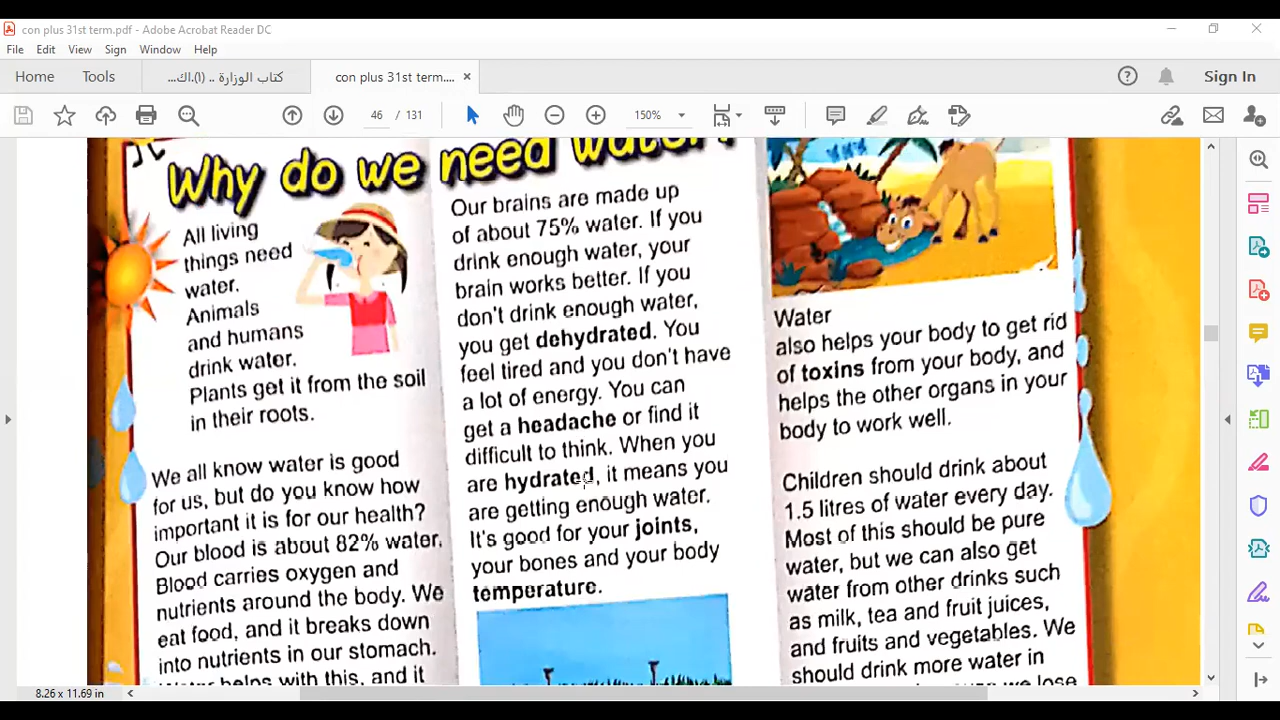 con plus 31st term.pdf - Adobe Acrobat Reader DC
File Edit View Sign Window Help
Home Tools كتاب الوزارة .. (١).اك... con plus 31st term.... × Sign In
46 / 131 150%
Why do we need water?
All living
things need
water.
Animals
and humans
drink water.
Plants get it from the soil
in their roots.
We all know water is good
for us, but do you know how
important it is for our health?
Our blood is about 82% water.
Blood carries oxygen and
nutrients around the body. We
eat food, and it breaks down
into nutrients in our stomach.
Water helps with this, and it
Our brains are made up
of about 75% water. If you
drink enough water, your
brain works better. If you
don't drink enough water,
you get dehydrated. You
feel tired and you don't have
a lot of energy. You can
get a headache or find it
difficult to think. When you
are hydrated, it means you
are getting enough water.
It's good for your joints,
your bones and your body
temperature.
Water
also helps your body to get rid
of toxins from your body, and
helps the other organs in your
body to work well.
Children should drink about
1.5 litres of water every day.
Most of this should be pure
water, but we can also get
water from other drinks such
as milk, tea and fruit juices,
and fruits and vegetables. We
should drink more water in
we lose
8.26 x 11.69 in